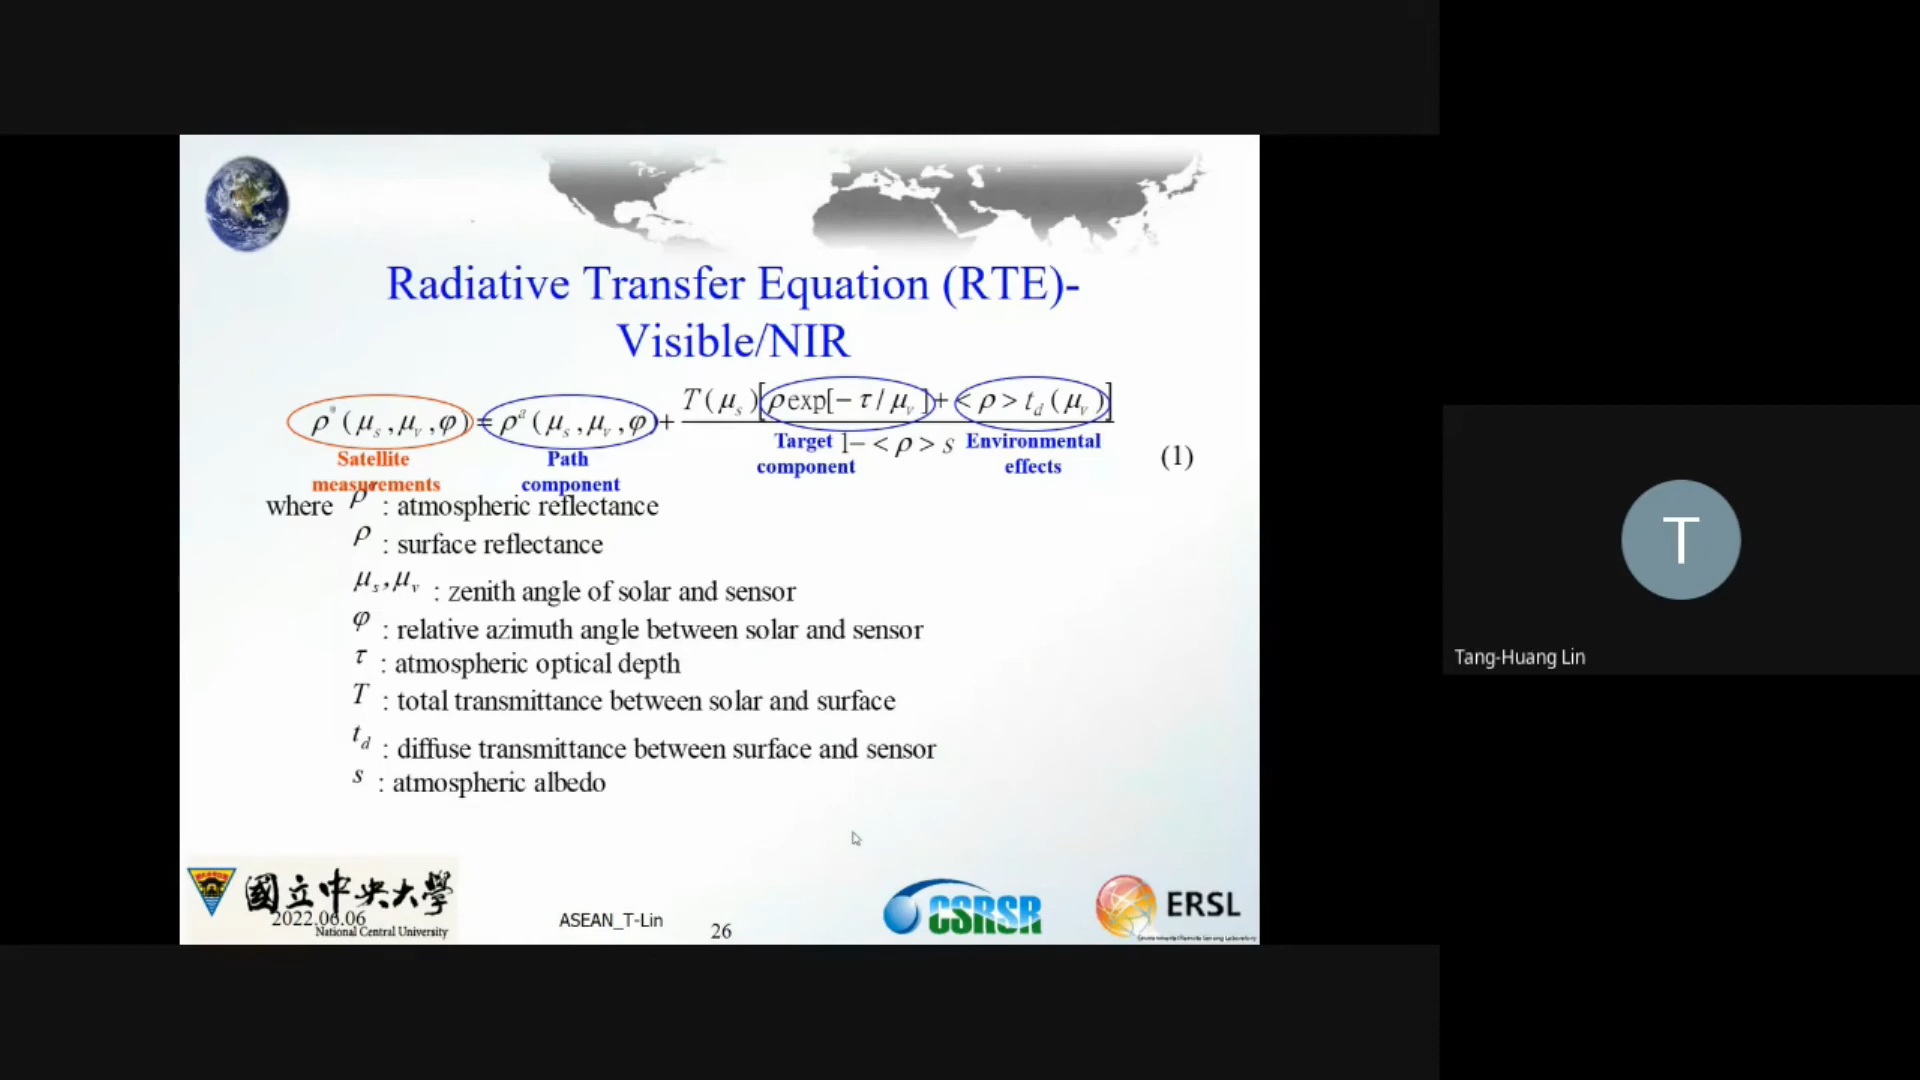 Radiative Transfer Equation (RTE)-
Visible/NIR
ρ*(μs,μv,φ) = ρa(μs,μv,φ) + T(μs)[ρexp[−τ/μv] + <ρ>td(μv)]
1−<ρ>s
(1)
Satellite
measurements
Path
component
Target
component
Environmental
effects
where ρ : atmospheric reflectance
ρ : surface reflectance
μs,μv : zenith angle of solar and sensor
φ : relative azimuth angle between solar and sensor
τ : atmospheric optical depth
T : total transmittance between solar and surface
td : diffuse transmittance between surface and sensor
s : atmospheric albedo
國立中央大學
2022.06.06
National Central University
ASEAN_T-Lin
26
CSRSR
ERSL
Environmental Remote Sensing Laboratory
T
Tang-Huang Lin